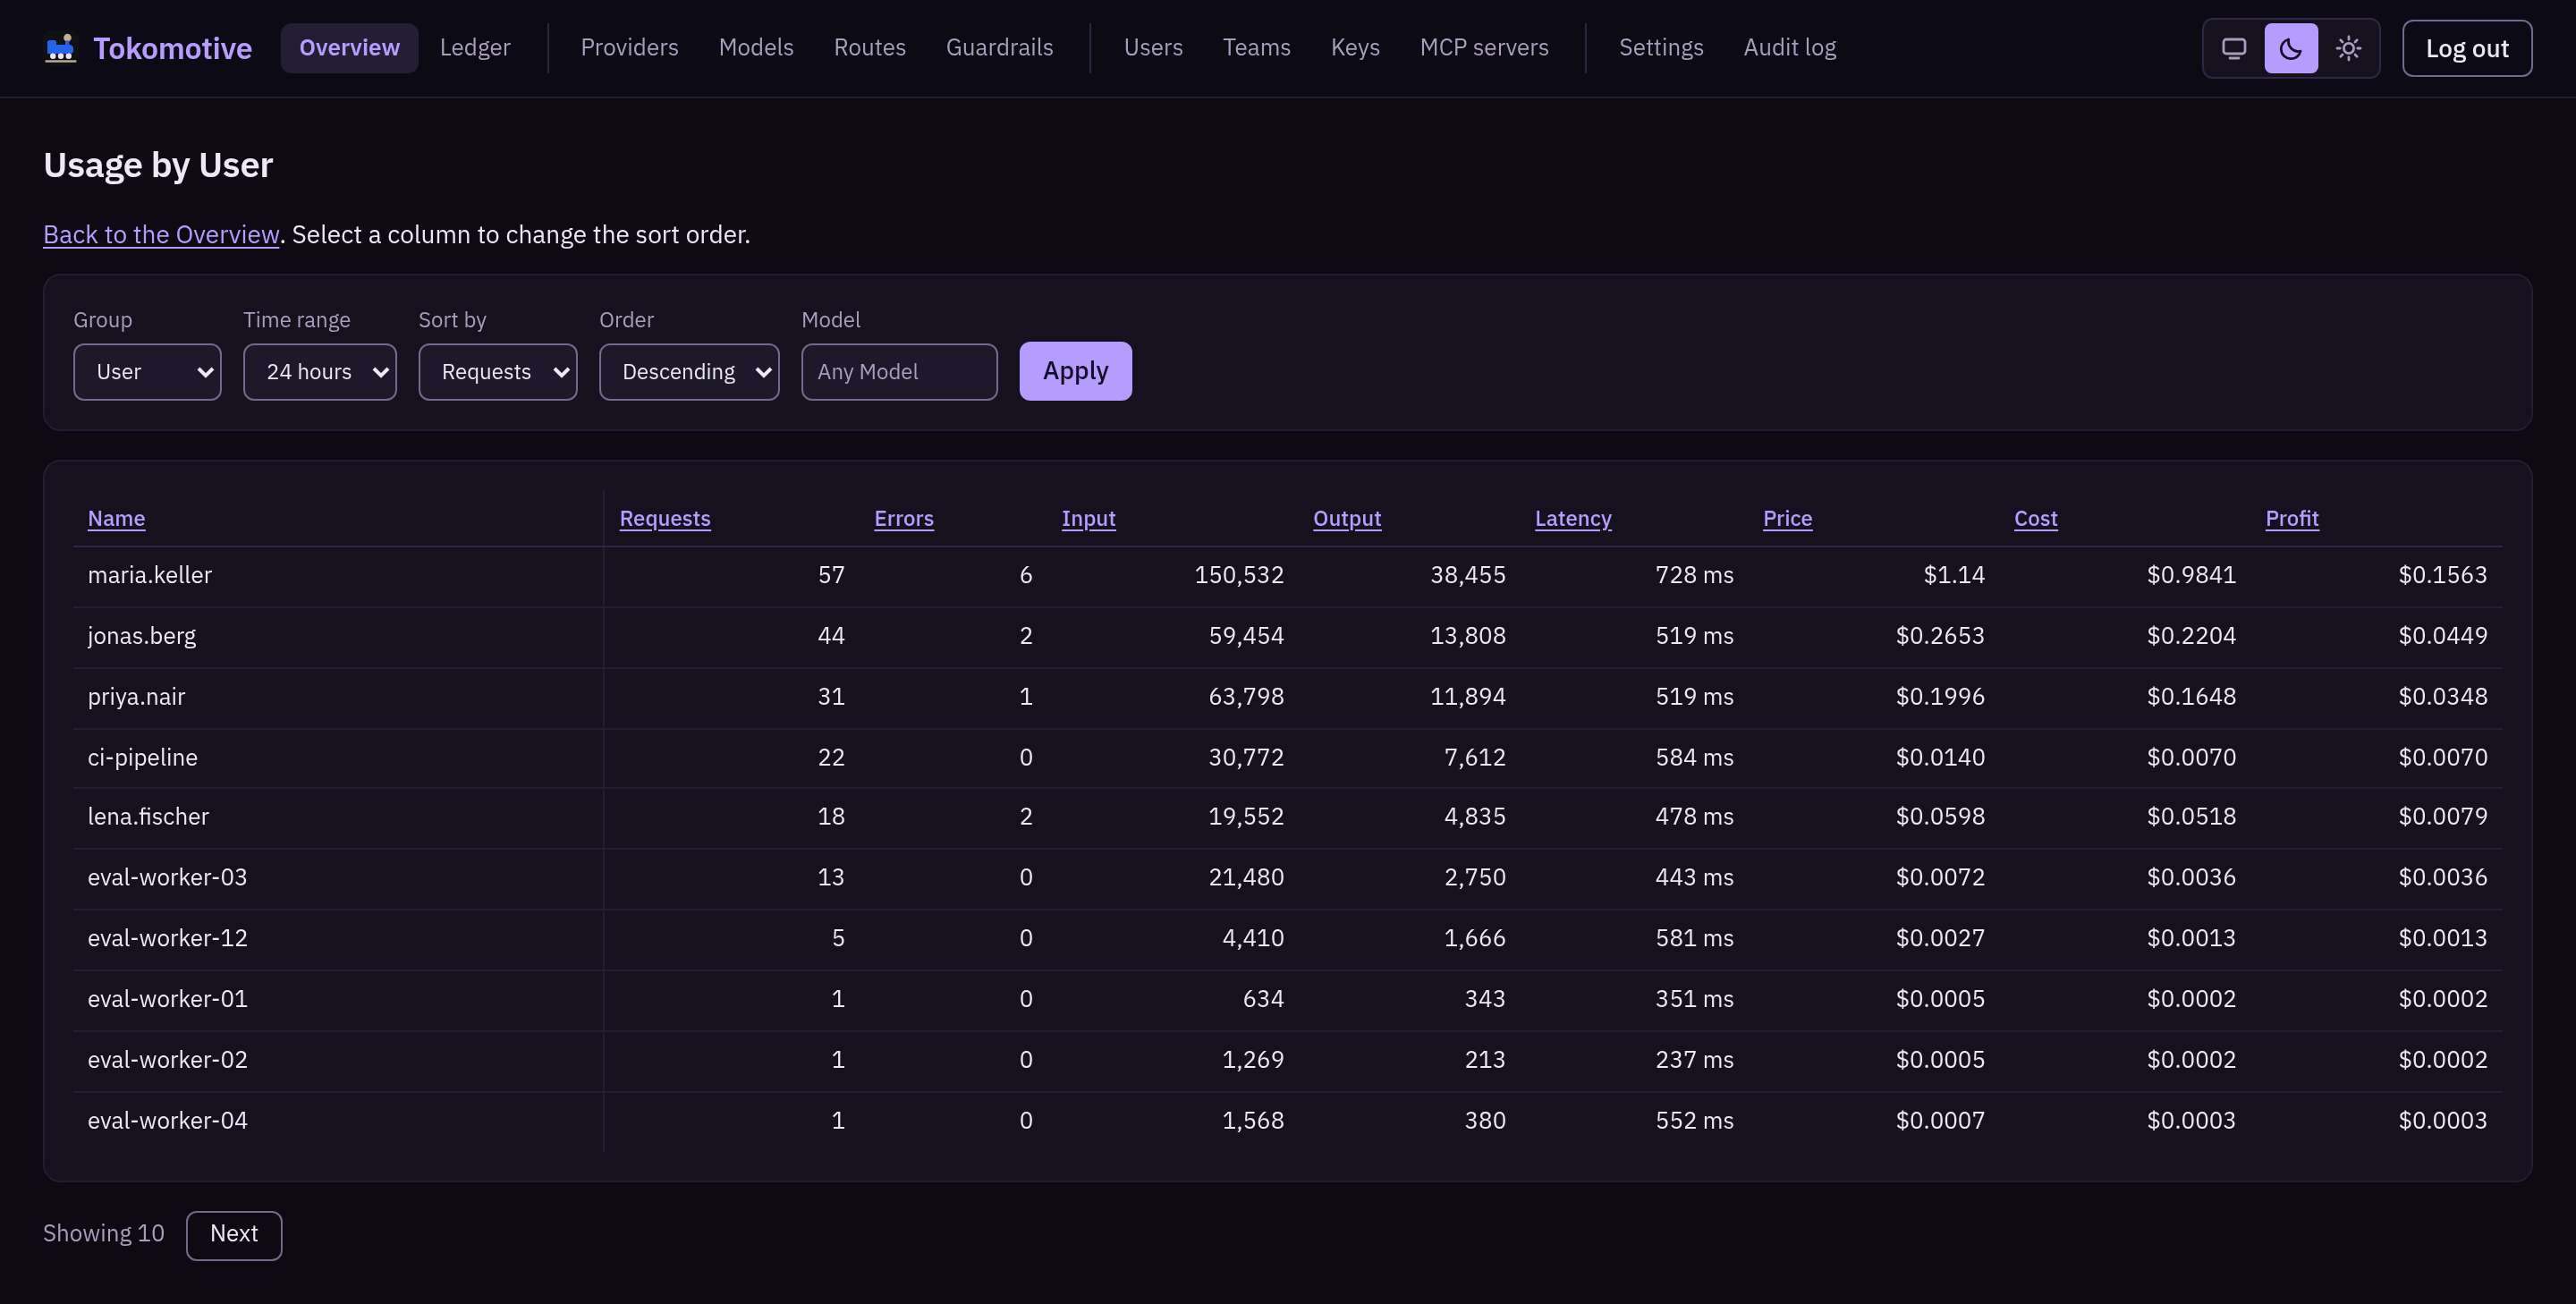 Tokomotive Overview Ledger Providers Models Routes Guardrails Users Teams Keys MCP servers Settings Audit log Log out
Usage by User
Back to the Overview. Select a column to change the sort order.
Group Time range Sort by Order Model
User 24 hours Requests Descending Any Model Apply
Name Requests Errors Input Output Latency Price Cost Profit
maria.keller 57 6 150,532 38,455 728 ms $1.14 $0.9841 $0.1563
jonas.berg 44 2 59,454 13,808 519 ms $0.2653 $0.2204 $0.0449
priya.nair 31 1 63,798 11,894 519 ms $0.1996 $0.1648 $0.0348
ci-pipeline 22 0 30,772 7,612 584 ms $0.0140 $0.0070 $0.0070
lena.fischer 18 2 19,552 4,835 478 ms $0.0598 $0.0518 $0.0079
eval-worker-03 13 0 21,480 2,750 443 ms $0.0072 $0.0036 $0.0036
eval-worker-12 5 0 4,410 1,666 581 ms $0.0027 $0.0013 $0.0013
eval-worker-01 1 0 634 343 351 ms $0.0005 $0.0002 $0.0002
eval-worker-02 1 0 1,269 213 237 ms $0.0005 $0.0002 $0.0002
eval-worker-04 1 0 1,568 380 552 ms $0.0007 $0.0003 $0.0003
Showing 10 Next